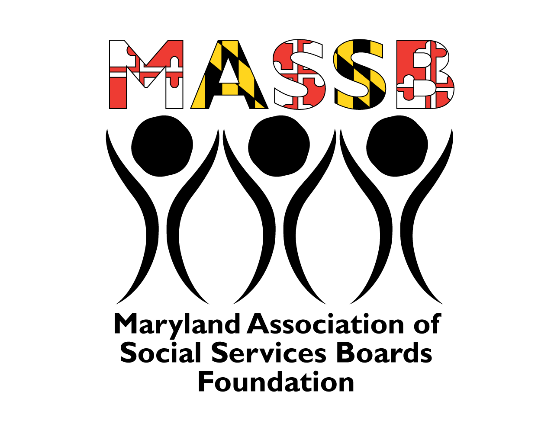 MASSB
Maryland Association of
Social Services Boards
Foundation